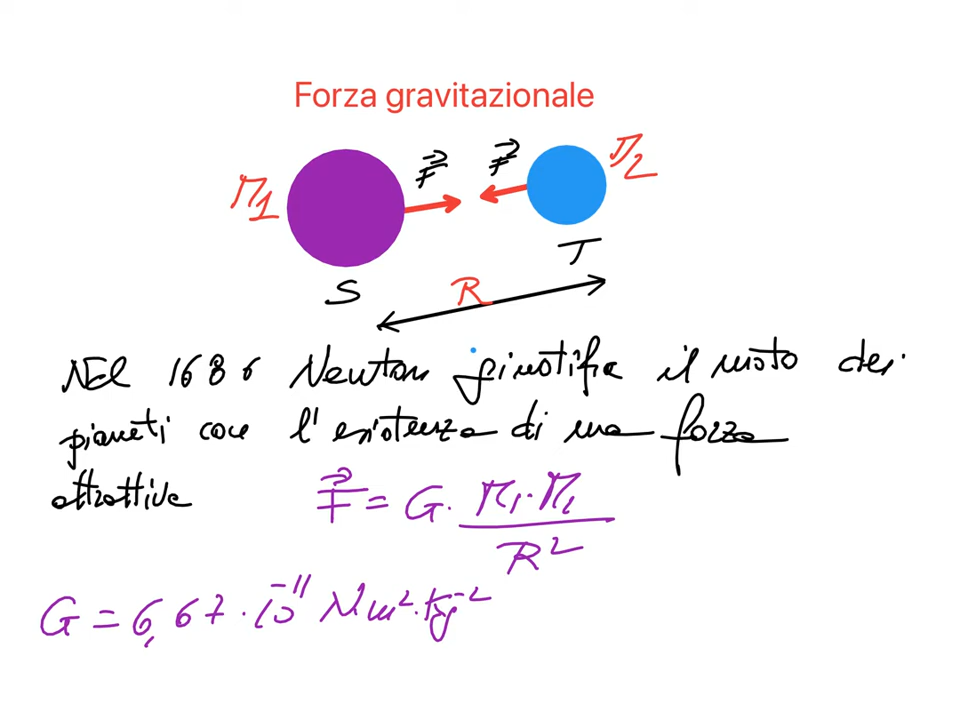 Forza gravitazionale
M1 F F M2
S R T
Nel 1686 Newton giustifica il moto dei
pianeti con l'esistenza di una forza
attrattiva F = G · M1 · M2 / R²
G = 6,67 · 10⁻¹¹ N m² · kg⁻²